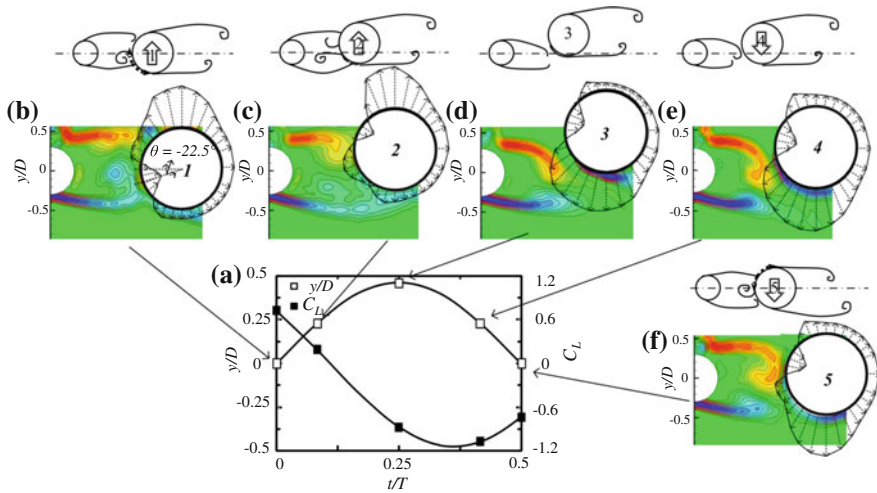 1 2 3 4
(b) (c) (d) (e)
0.5 0.5 0.5 0.5
y/D 0 θ = -22.5° 1
y/D 0 2
y/D 0 3
y/D 0 4
-0.5 -0.5 -0.5 -0.5
(a)
0.5 y/D 1.2
C_L
0.25 0.6
y/D 0 0 C_L
-0.25 -0.6
-0.5 -1.2
0 0.25 0.5
t/T
5
(f)
0.5
y/D 0 5
-0.5